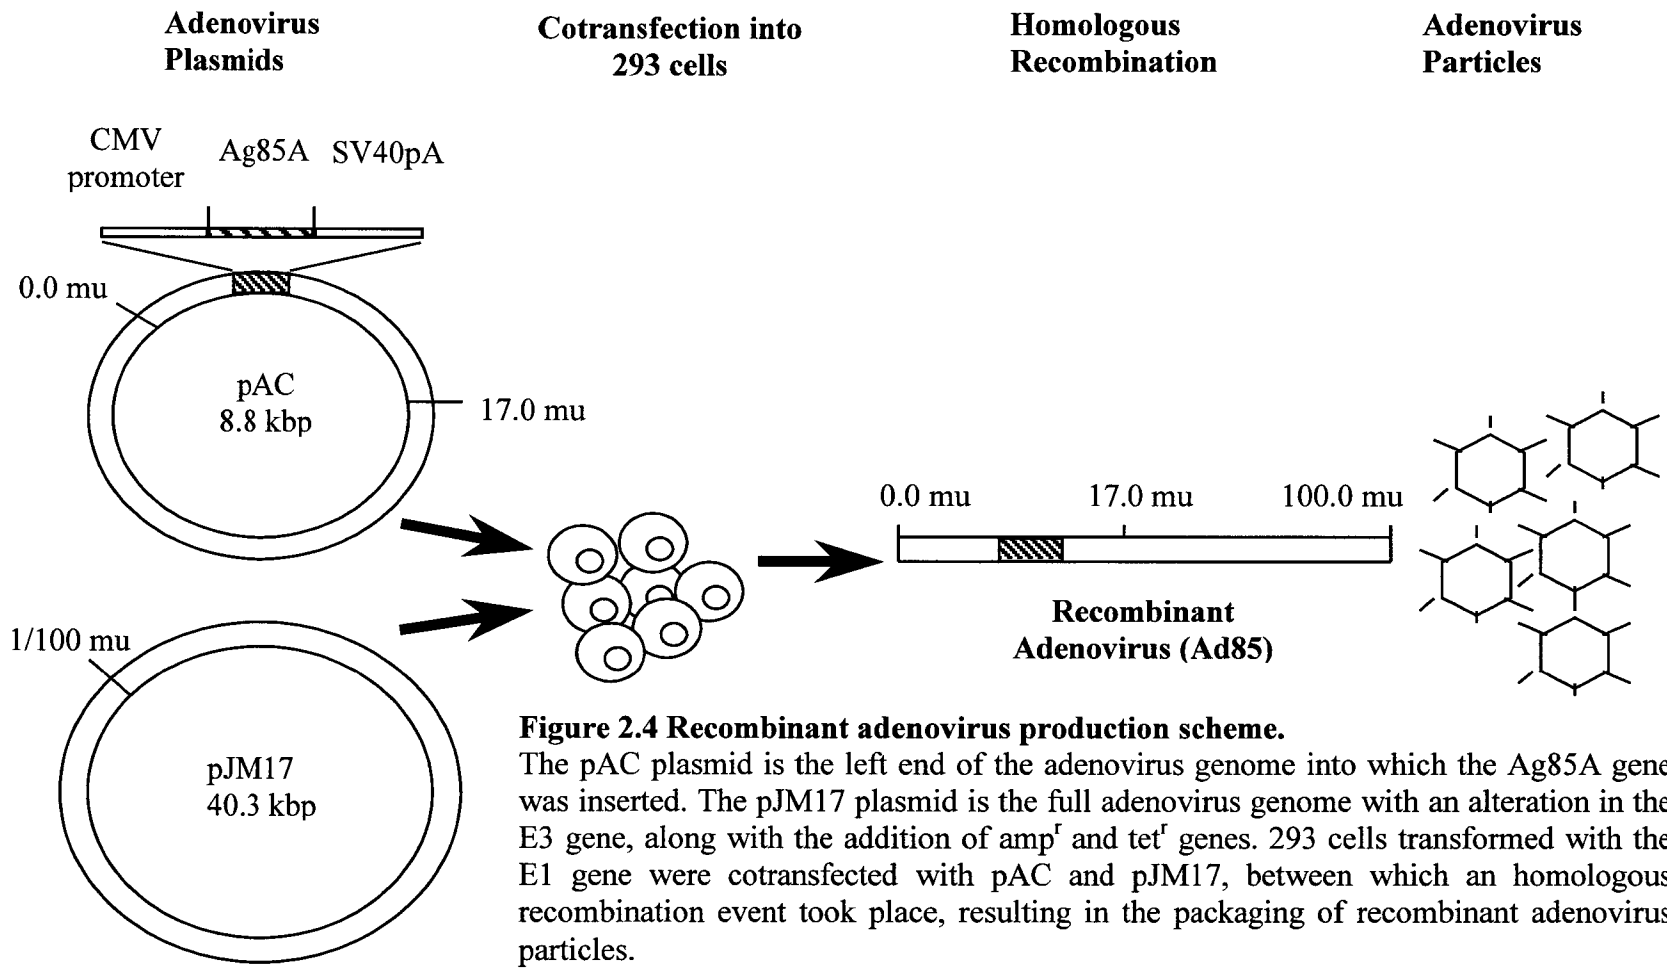 Adenovirus
Plasmids
Cotransfection into
293 cells
Homologous
Recombination
Adenovirus
Particles
CMV
promoter
Ag85A
SV40pA
0.0 mu
pAC
8.8 kbp
17.0 mu
0.0 mu
17.0 mu
100.0 mu
Recombinant
Adenovirus (Ad85)
1/100 mu
pJM17
40.3 kbp
Figure 2.4 Recombinant adenovirus production scheme.
The pAC plasmid is the left end of the adenovirus genome into which the Ag85A gene
was inserted. The pJM17 plasmid is the full adenovirus genome with an alteration in the
E3 gene, along with the addition of ampʳ and tetʳ genes. 293 cells transformed with the
E1 gene were cotransfected with pAC and pJM17, between which an homologous
recombination event took place, resulting in the packaging of recombinant adenovirus
particles.